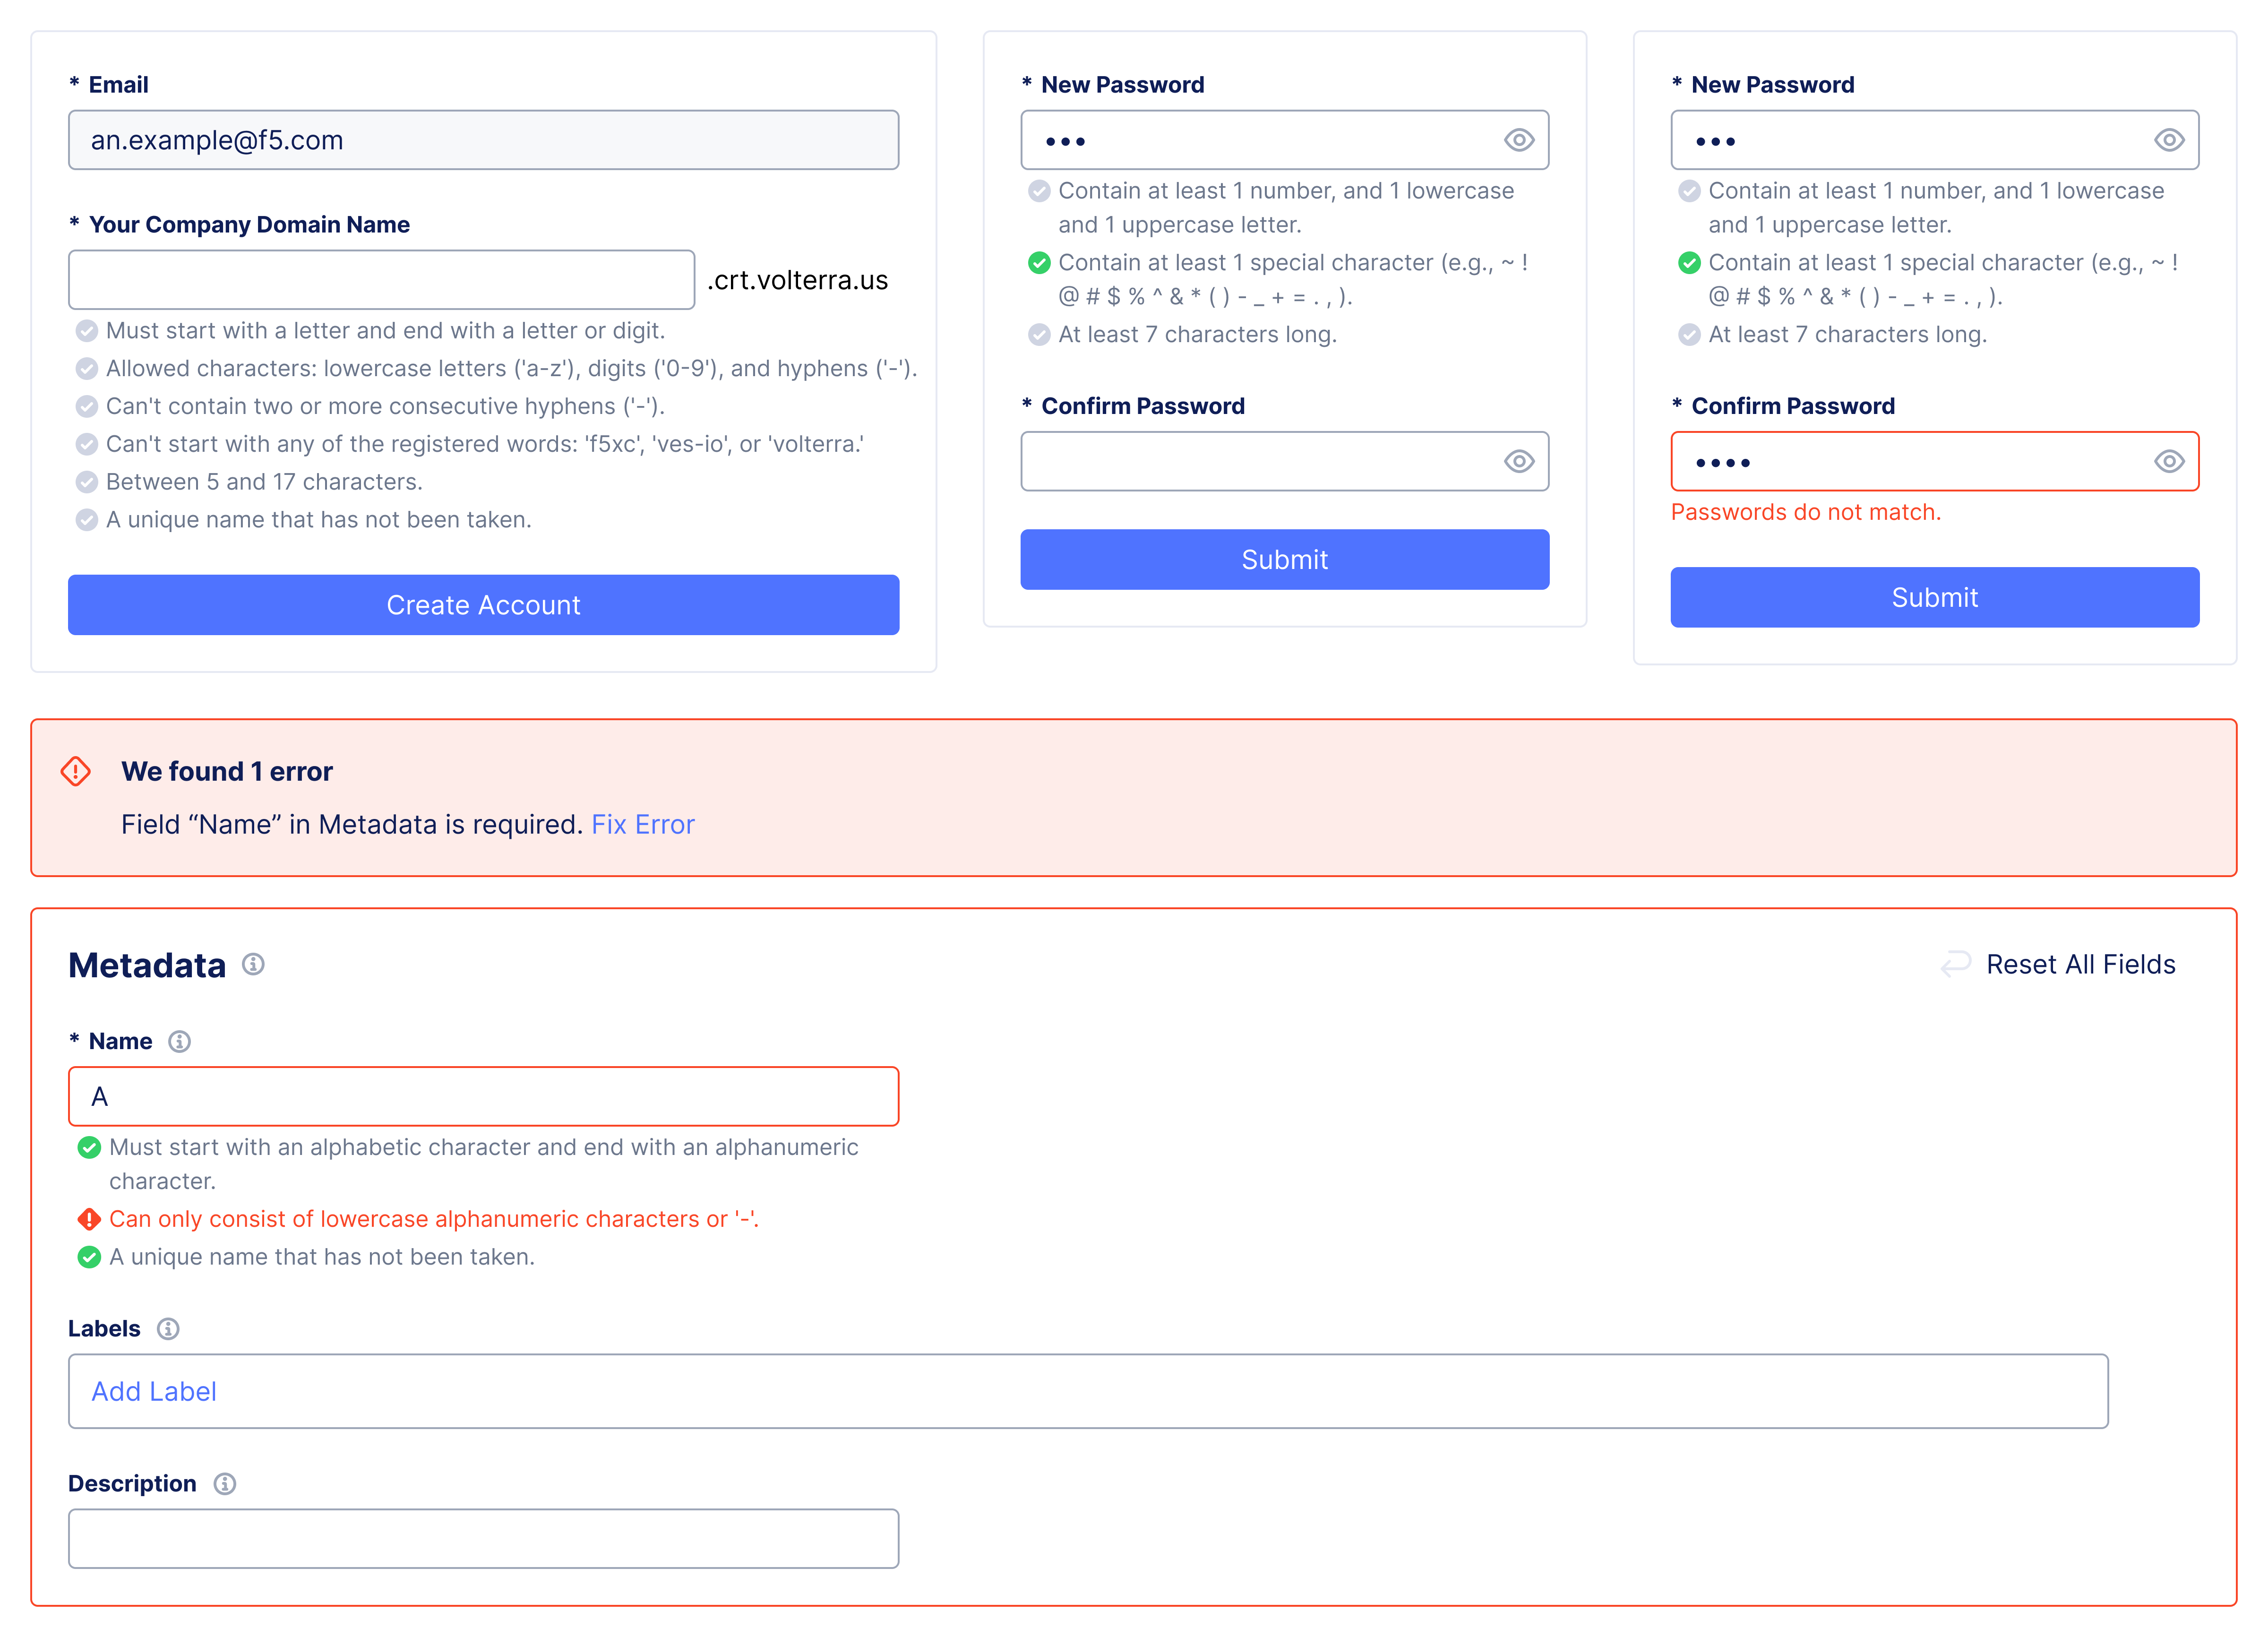 * Email
an.example@f5.com
* Your Company Domain Name
.crt.volterra.us
Must start with a letter and end with a letter or digit.
Allowed characters: lowercase letters ('a-z'), digits ('0-9'), and hyphens ('-').
Can't contain two or more consecutive hyphens ('-').
Can't start with any of the registered words: 'f5xc', 'ves-io', or 'volterra.'
Between 5 and 17 characters.
A unique name that has not been taken.
Create Account
* New Password
•••
Contain at least 1 number, and 1 lowercase
and 1 uppercase letter.
Contain at least 1 special character (e.g., ~ !
@ # $ % ^ & * ( ) - _ + = . , ).
At least 7 characters long.
* Confirm Password
Submit
* New Password
•••
Contain at least 1 number, and 1 lowercase
and 1 uppercase letter.
Contain at least 1 special character (e.g., ~ !
@ # $ % ^ & * ( ) - _ + = . , ).
At least 7 characters long.
* Confirm Password
••••
Passwords do not match.
Submit
We found 1 error
Field “Name” in Metadata is required. Fix Error
Metadata
Reset All Fields
* Name
A
Must start with an alphabetic character and end with an alphanumeric
character.
Can only consist of lowercase alphanumeric characters or '-'.
A unique name that has not been taken.
Labels
Add Label
Description